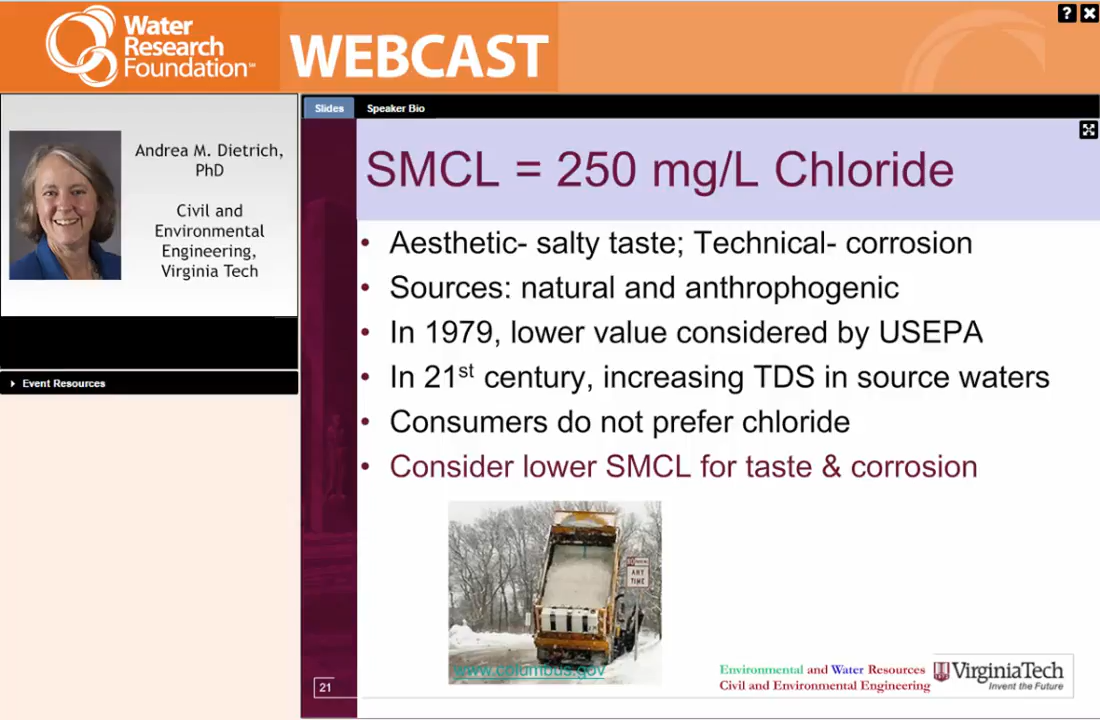 Water
Research
Foundation℠
WEBCAST
? ×
Slides
Speaker Bio
Andrea M. Dietrich,
PhD
Civil and
Environmental
Engineering,
Virginia Tech
Event Resources
SMCL = 250 mg/L Chloride
• Aesthetic- salty taste; Technical- corrosion
• Sources: natural and anthrophogenic
• In 1979, lower value considered by USEPA
• In 21st century, increasing TDS in source waters
• Consumers do not prefer chloride
• Consider lower SMCL for taste & corrosion
ANY
TIME
www.columbus.gov
21
Environmental and Water Resources
Civil and Environmental Engineering
VirginiaTech
Invent the Future